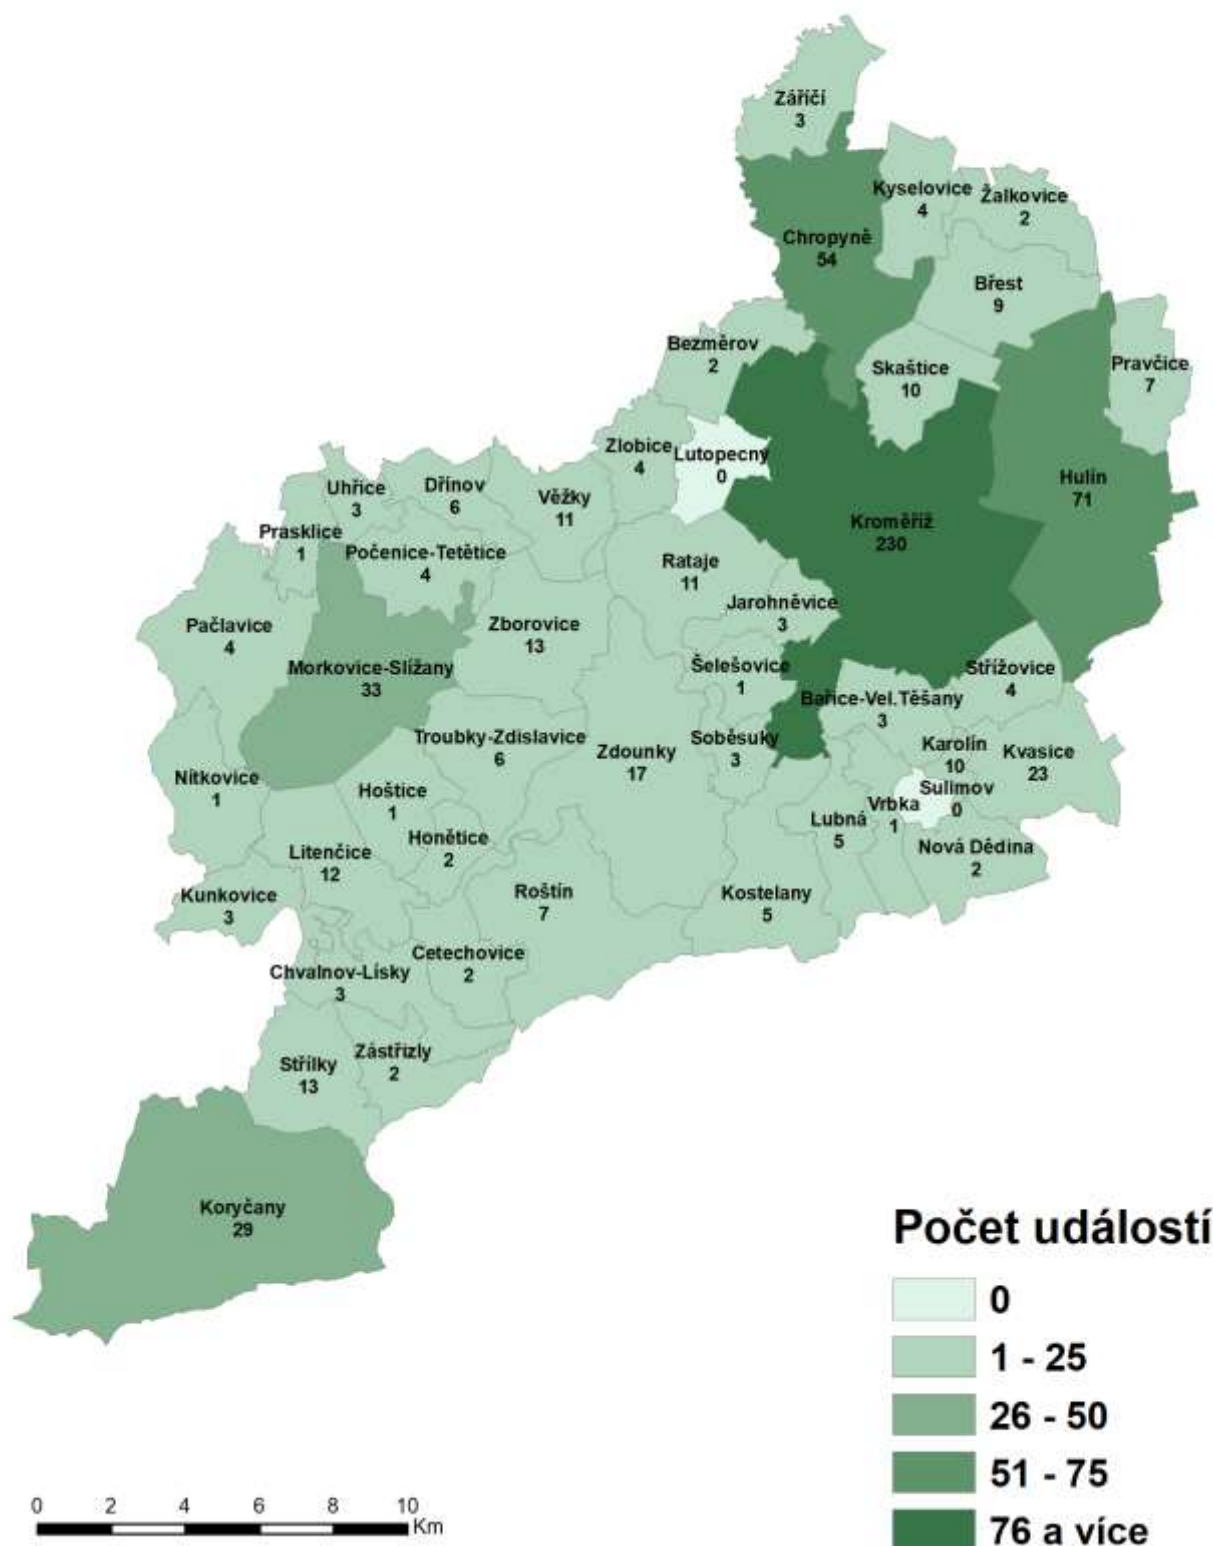 Záříčí
3
Kyselovice
4
Žalkovice
2
Chropyně
54
Břest
9
Bezměrov
2
Skaštice
10
Pravčice
7
Zlobice
4
Lutopecny
0
Hulín
71
Uhřice
3
Dřínov
6
Věžky
11
Kroměříž
230
Prasklice
1
Počenice-Tetětice
4
Rataje
11
Jarohněvice
3
Pačlavice
4
Zborovice
13
Morkovice-Slížany
33
Šelešovice
1
Střížovice
4
Bařice-Vel.Těšany
3
Troubky-Zdislavice
6
Zdounky
17
Soběsuky
3
Karolín
10
Kvasice
23
Nítkovice
1
Hoštice
1
Sulimov
0
Vrbka
1
Lubná
5
Honětice
2
Litenčice
12
Nová Dědina
2
Kunkovice
3
Roštín
7
Kostelany
5
Cetechovice
2
Chvalnov-Lísky
3
Zástřizly
2
Střílky
13
Koryčany
29
Počet událostí
0
1 - 25
26 - 50
51 - 75
76 a více
0 2 4 6 8 10
Km